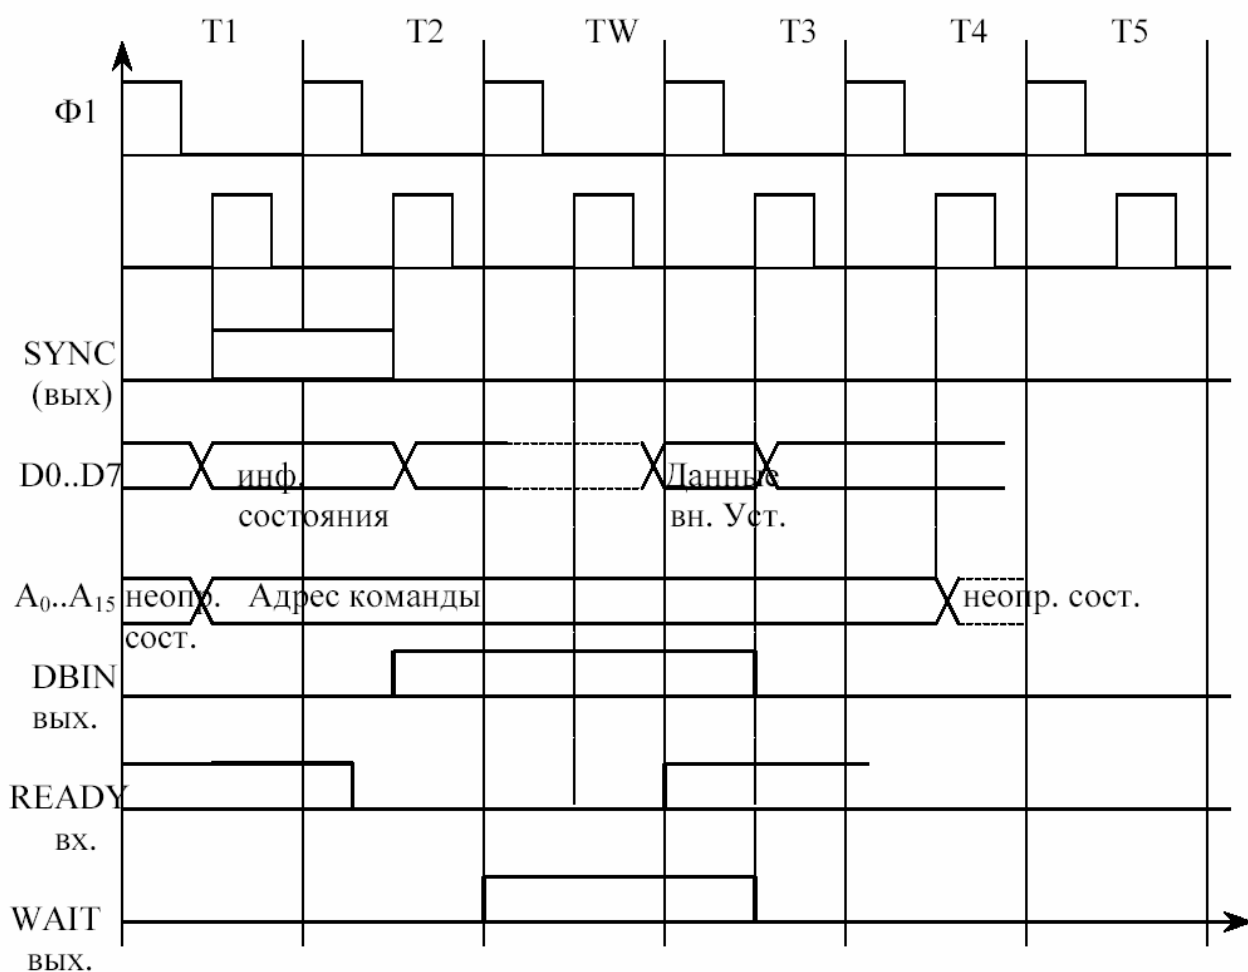 T1 T2 TW T3 T4 T5
Ф1
SYNC
(вых)
D0..D7 инф. Данные
состояния вн. Уст.
A0..A15 неопр. Адрес команды неопр. сост.
сост.
DBIN
вых.
READY
вх.
WAIT
вых.